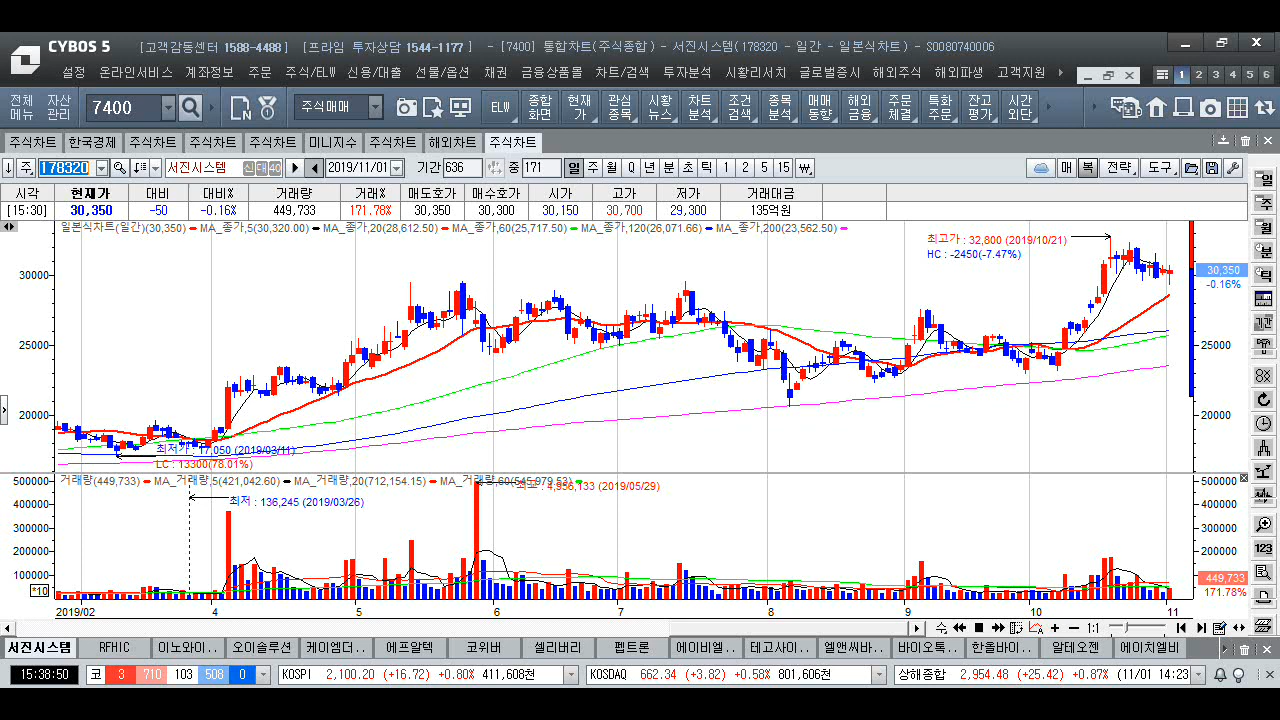 CYBOS 5 [고객감동센터 1588-4488] [프라임 투자상담 1544-1177] - [7400] 통합차트(주식종합) - 서진시스템(178320 - 일간 - 일본식차트) - S0080740006
설정 온라인서비스 계좌정보 주문 주식/ELW 신용/대출 선물/옵션 채권 금융상품몰 차트/검색 투자분석 시황리서치 글로벌증시 해외주식 해외파생 고객지원 1 2 3 4 5 6
전체메뉴 자산관리 7400 주식매매 ELW 종합화면 현재가 관심종목 시황뉴스 차트분석 조건검색 종목분석 매매동향 해외금융 주문체결 특화주문 잔고평가 시간외단
주식차트 한국경제 주식차트 주식차트 주식차트 미니지수 주식차트 해외차트 주식차트
주 178320 서진시스템 신 대 40 2019/11/01 기간 636 중 171 일 주 월 Q 년 분 초 틱 1 2 5 15 매 복 전략 도구
시각 현재가 대비 대비% 거래량 거래% 매도호가 매수호가 시가 고가 저가 거래대금
[15:30] 30,350 -50 -0.16% 449,733 171.78% 30,350 30,300 30,150 30,700 29,300 135억원
일본식차트(일간)(30,350) MA_종가,5(30,320.00) MA_종가,20(28,612.50) MA_종가,60(25,717.50) MA_종가,120(26,071.66) MA_종가,200(23,562.50)
최고가 : 32,800 (2019/10/21)
HC : -2450(-7.47%)
30000
30,350
-0.16%
25000 25000
20000 20000
최저가 : 17,050 (2019/03/11)
LC : 13300(78.01%)
거래량(449,733) MA_거래량,5(421,042.60) MA_거래량,20(712,154.15) MA_거래량,60(545,979.52)
최고 : 4,956,133 (2019/05/29)
최저 : 136,245 (2019/03/26)
500000 500000
400000 400000
300000 300000
200000 200000
100000
449,733
171.78%
*10
2019/02 4 5 6 7 8 9 10 11
1:1
123
서진시스템 RFHIC 이노와이.. 오이솔루션 케이엠더.. 에프알텍 코위버 셀리버리 펩트론 에이비엘.. 테고사이.. 엘앤씨바.. 바이오톡.. 한올바이.. 알테오젠 에이치엘비
15:38:50 코 3 710 103 508 0 KOSPI 2,100.20 (+16.72) +0.80% 411,608천 KOSDAQ 662.34 (+3.82) +0.58% 801,606천 상해종합 2,954.48 (+25.42) +0.87% (11/01 14:23)